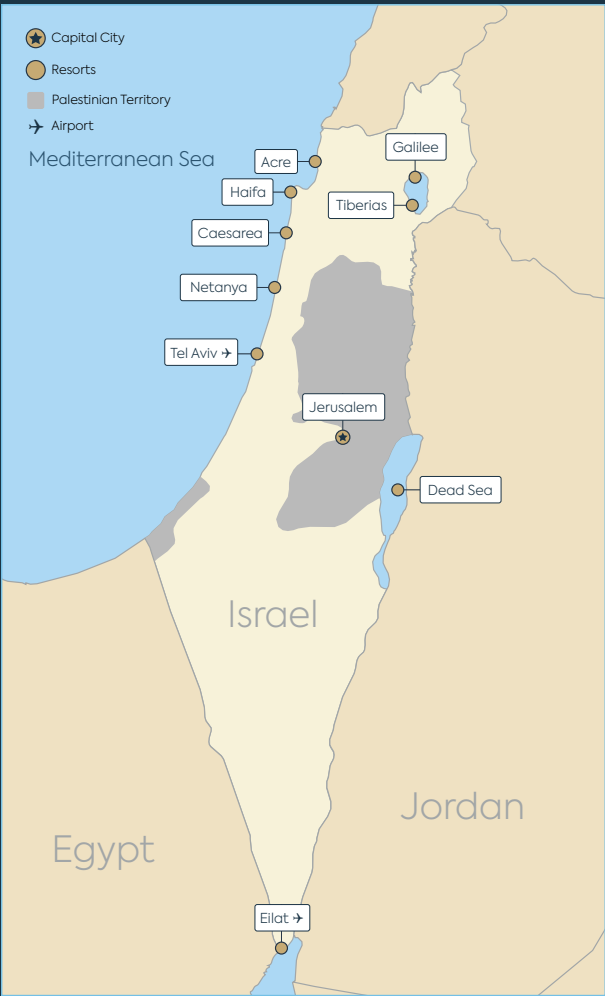 Capital City
Resorts
Palestinian Territory
Airport
Mediterranean Sea
Galilee
Acre
Haifa
Tiberias
Caesarea
Netanya
Tel Aviv
Jerusalem
Dead Sea
Israel
Jordan
Egypt
Eilat